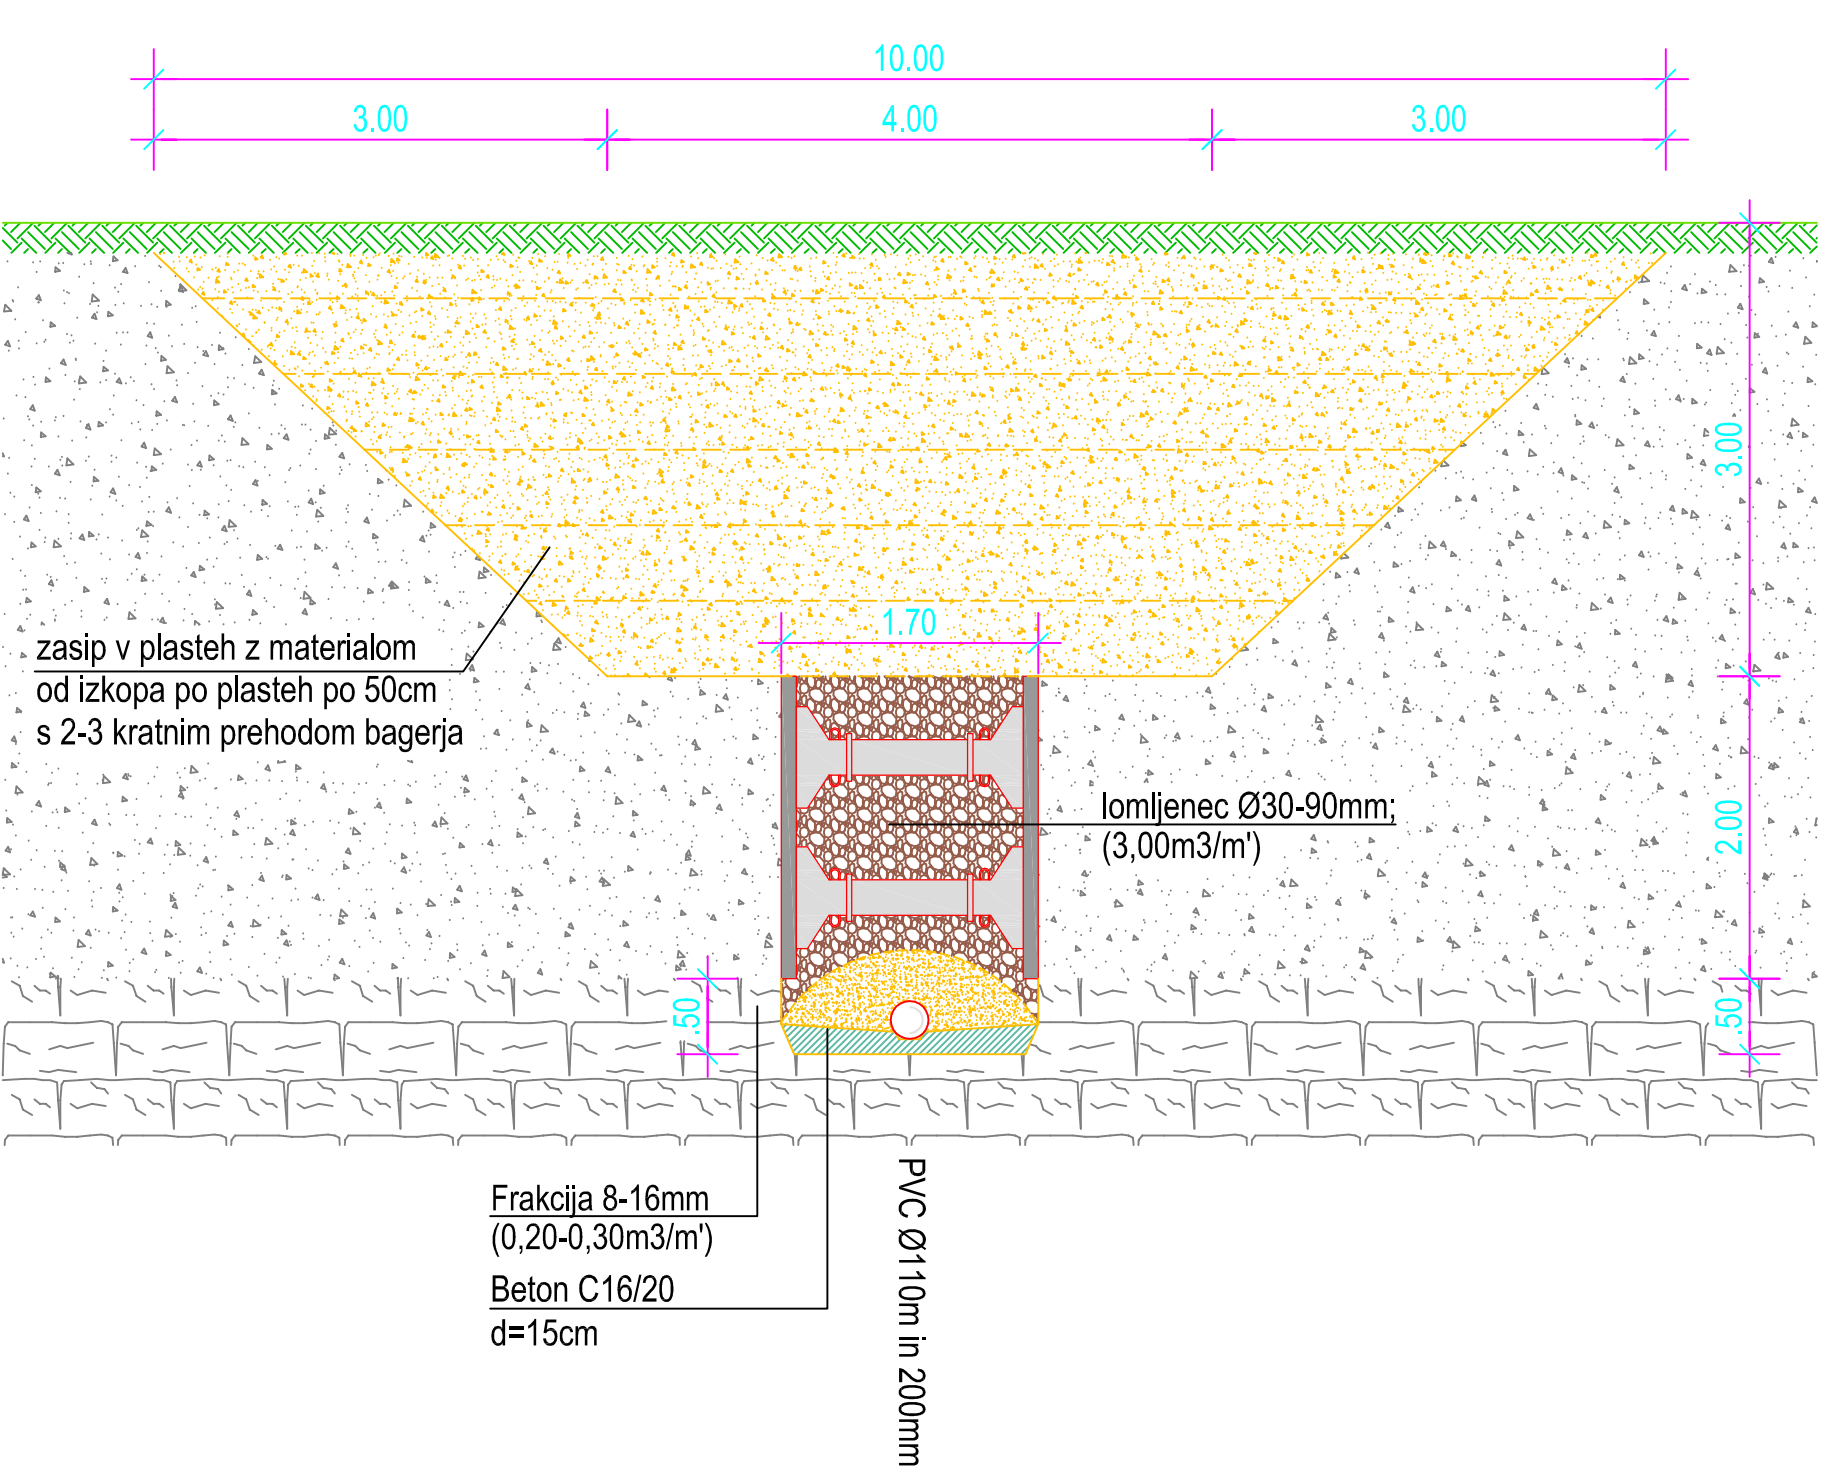 10.00
3.00
4.00
3.00
3.00
1.70
zasip v plasteh z materialom
od izkopa po plasteh po 50cm
s 2-3 kratnim prehodom bagerja
lomljenec Ø30-90mm;
(3,00m3/m')
2.00
.50
.50
Frakcija 8-16mm
(0,20-0,30m3/m')
Beton C16/20
d=15cm
PVC Ø110m in 200mm